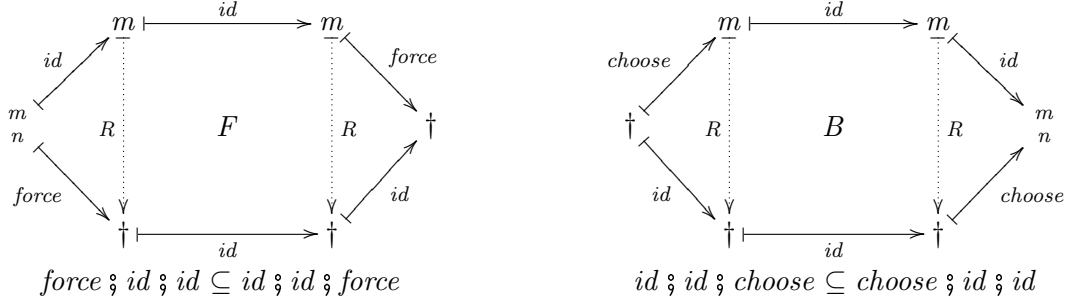 id
m
m
id
force
m
n
R
F
R
†
force
id
†
id
†
force ⨾ id ⨾ id ⊆ id ⨾ id ⨾ force
id
choose
m
m
id
†
R
B
R
m
n
id
choose
†
id
†
id ⨾ id ⨾ choose ⊆ choose ⨾ id ⨾ id